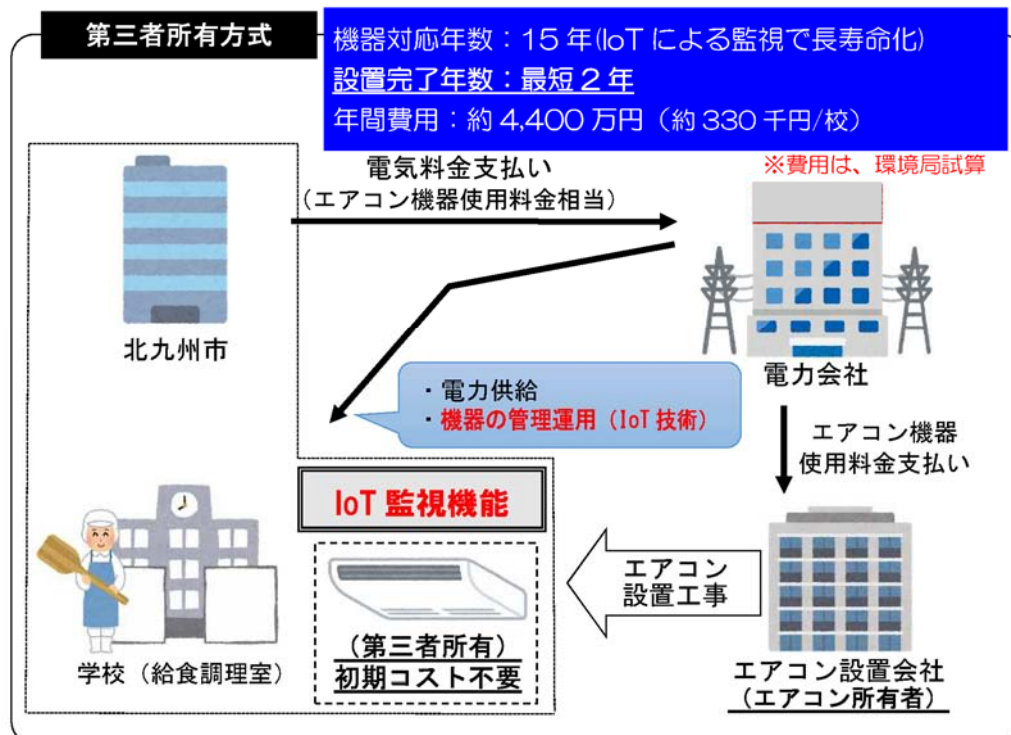 第三者所有方式
機器対応年数：15年(IoTによる監視で長寿命化)
設置完了年数：最短2年
年間費用：約4,400万円（約330千円/校）
※費用は、環境局試算
電気料金支払い
（エアコン機器使用料金相当）
北九州市
電力会社
・電力供給
・機器の管理運用（IoT技術）
エアコン機器
使用料金支払い
IoT監視機能
エアコン
設置工事
（第三者所有）
初期コスト不要
学校（給食調理室）
エアコン設置会社
（エアコン所有者）